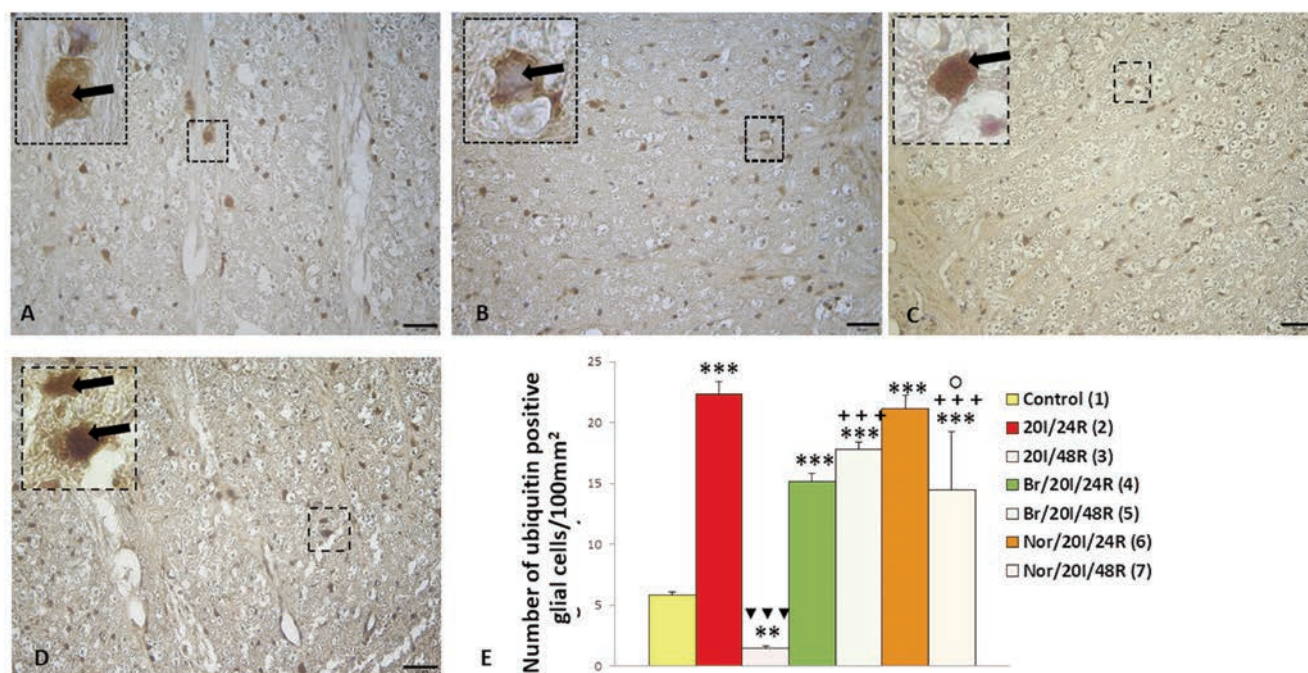 A
B
C
D
E
Number of ubiquitin positive
glial cells/100mm²
25
20
15
10
5
0
***
▼▼▼
**
***
+++
***
***
○
+++
***
Control (1)
20I/24R (2)
20I/48R (3)
Br/20I/24R (4)
Br/20I/48R (5)
Nor/20I/24R (6)
Nor/20I/48R (7)